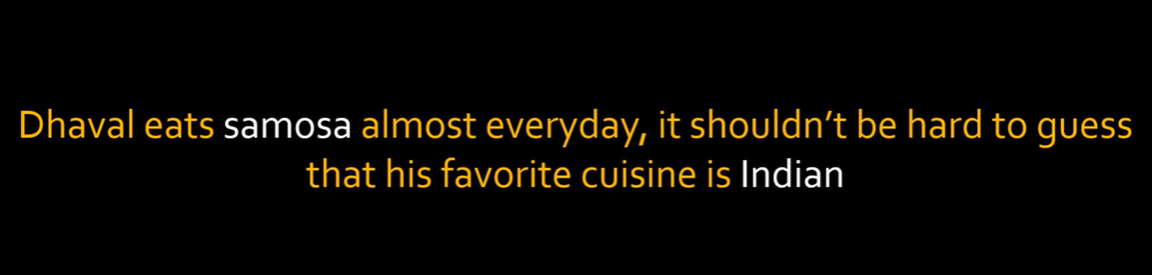 Dhaval eats samosa almost everyday, it shouldn’t be hard to guess
that his favorite cuisine is Indian